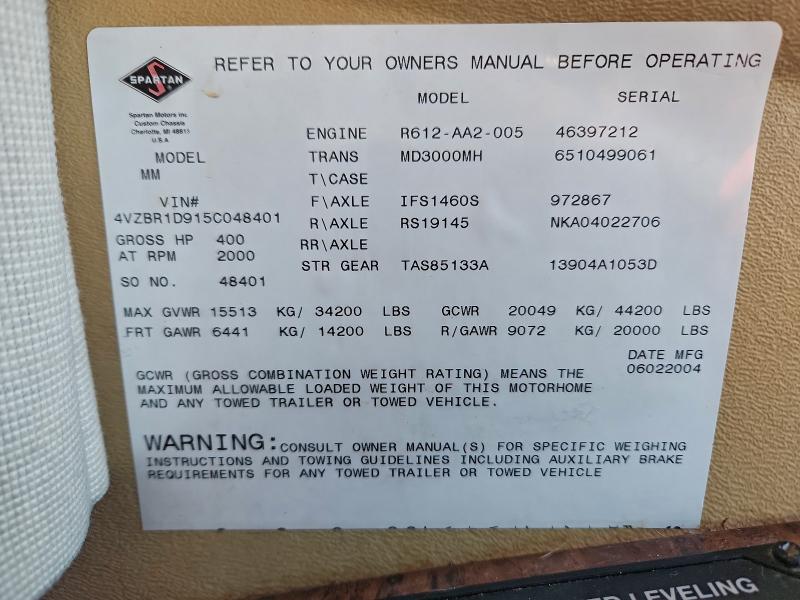 REFER TO YOUR OWNERS MANUAL BEFORE OPERATING
SPARTAN
Spartan Motors Inc
Custom Chassis
Charlotte, MI 48813
U.S.A
MODEL SERIAL
ENGINE R612-AA2-005 46397212
MODEL TRANS MD3000MH 6510499061
MM T\CASE
VIN# F\AXLE IFS1460S 972867
4VZBR1D915C048401 R\AXLE RS19145 NKA04022706
GROSS HP 400 RR\AXLE
AT RPM 2000 STR GEAR TAS85133A 13904A1053D
SO NO. 48401
MAX GVWR 15513 KG/ 34200 LBS GCWR 20049 KG/ 44200 LBS
FRT GAWR 6441 KG/ 14200 LBS R/GAWR 9072 KG/ 20000 LBS
DATE MFG
06022004
GCWR (GROSS COMBINATION WEIGHT RATING) MEANS THE
MAXIMUM ALLOWABLE LOADED WEIGHT OF THIS MOTORHOME
AND ANY TOWED TRAILER OR TOWED VEHICLE.
WARNING: CONSULT OWNER MANUAL(S) FOR SPECIFIC WEIGHING
INSTRUCTIONS AND TOWING GUIDELINES INCLUDING AUXILIARY BRAKE
REQUIREMENTS FOR ANY TOWED TRAILER OR TOWED VEHICLE
LEVELING